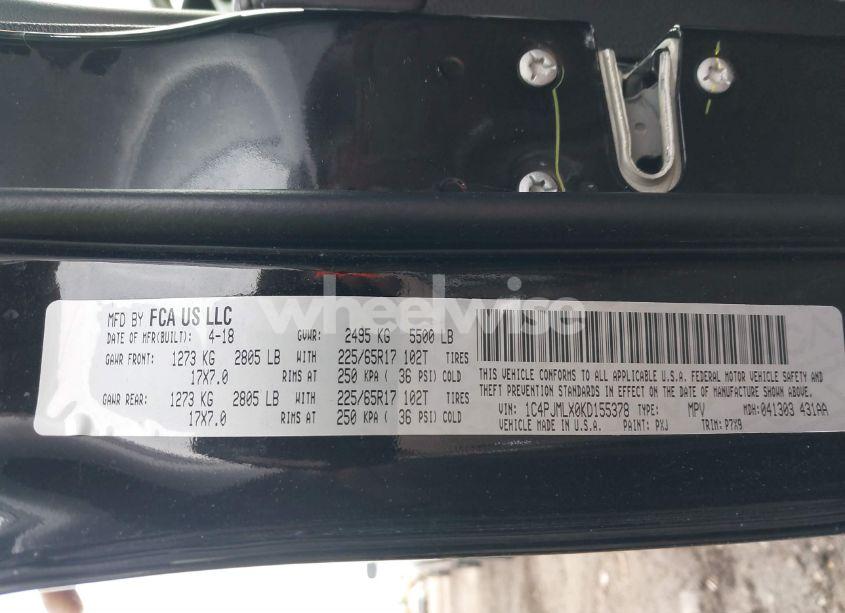 wheelwise
MFD BY FCA US LLC
DATE OF MFR(BUILT): 4-18 GVWR: 2495 KG 5500 LB
GAWR FRONT: 1273 KG 2805 LB WITH 225/65R17 102T TIRES
17X7.0 RIMS AT 250 KPA ( 36 PSI) COLD
GAWR REAR: 1273 KG 2805 LB WITH 225/65R17 102T TIRES
17X7.0 RIMS AT 250 KPA ( 36 PSI) COLD
THIS VEHICLE CONFORMS TO ALL APPLICABLE U.S.A. FEDERAL MOTOR VEHICLE SAFETY AND
THEFT PREVENTION STANDARDS IN EFFECT ON THE DATE OF MANUFACTURE SHOWN ABOVE.
VIN: 1C4PJMLX0KD155378 TYPE: MPV MDH: 041303 431AA
VEHICLE MADE IN U.S.A. PAINT: PXJ TRIM: P7X9